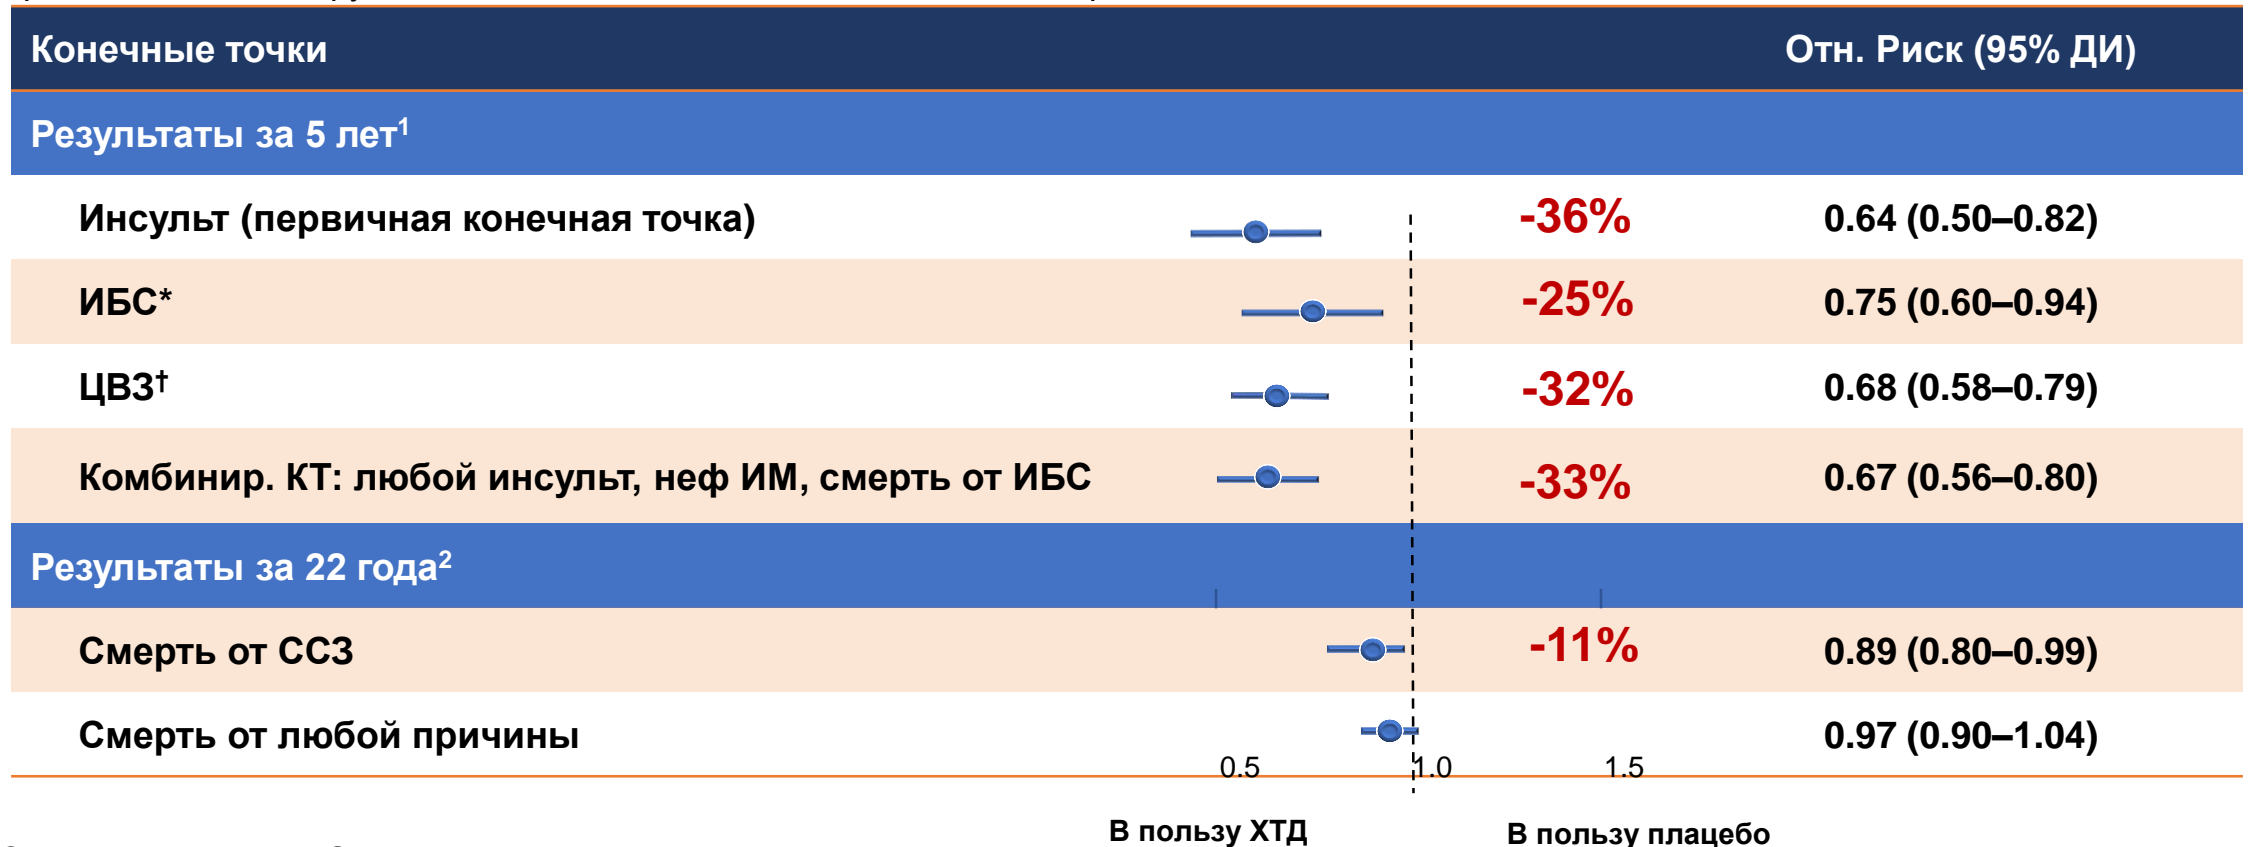 Конечные точки Отн. Риск (95% ДИ)
Результаты за 5 лет¹
Инсульт (первичная конечная точка) -36% 0.64 (0.50–0.82)
ИБС* -25% 0.75 (0.60–0.94)
ЦВЗ† -32% 0.68 (0.58–0.79)
Комбинир. КТ: любой инсульт, неф ИМ, смерть от ИБС -33% 0.67 (0.56–0.80)
Результаты за 22 года²
Смерть от ССЗ -11% 0.89 (0.80–0.99)
Смерть от любой причины 0.97 (0.90–1.04)
0.5 1.0 1.5
В пользу ХТД В пользу плацебо